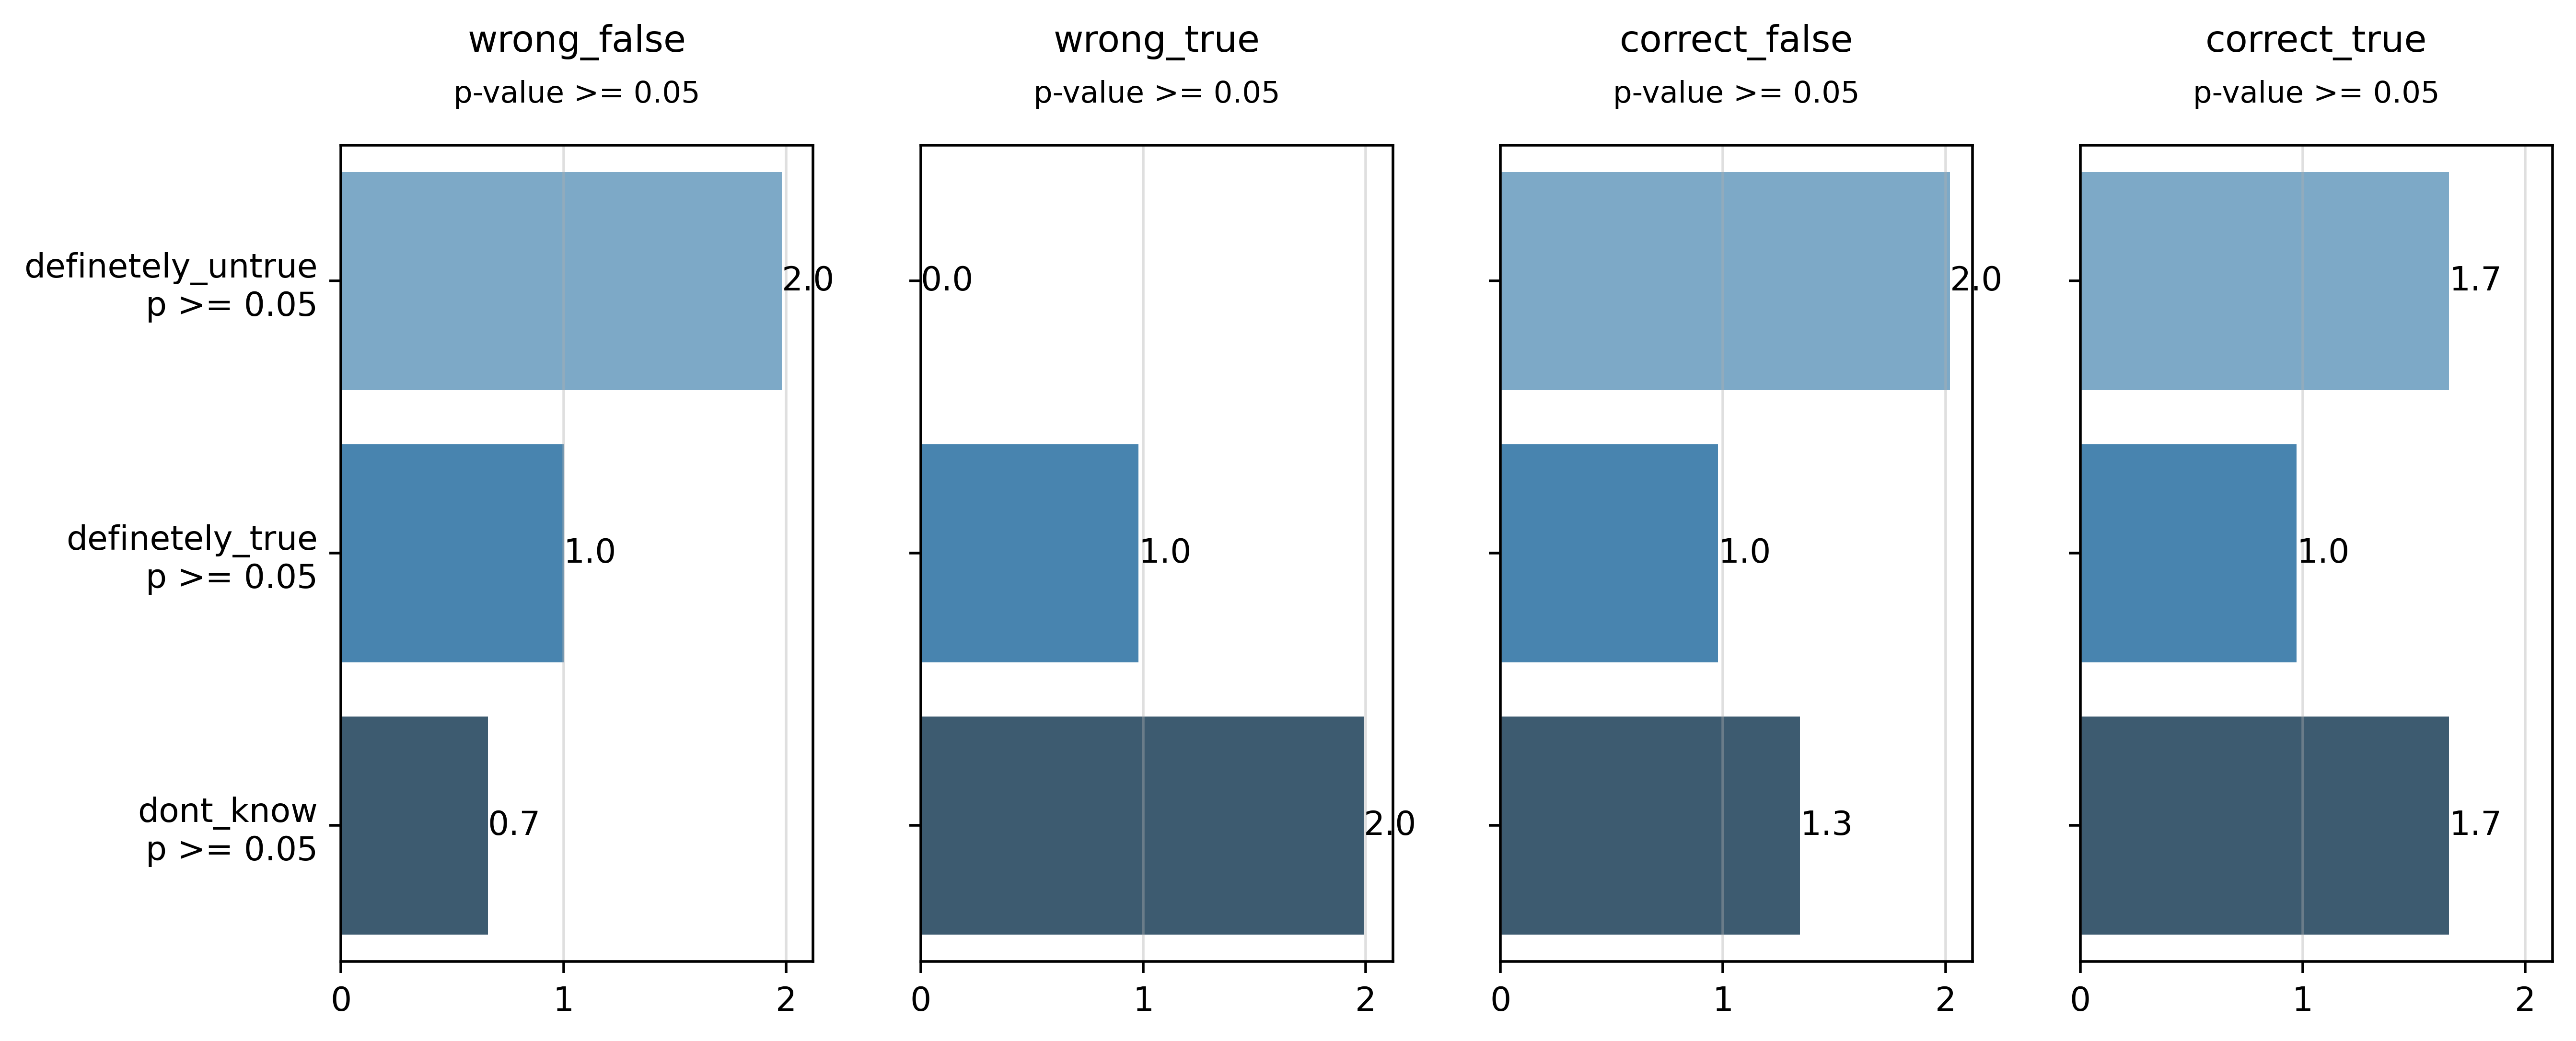 wrong_false
p-value >= 0.05
wrong_true
p-value >= 0.05
correct_false
p-value >= 0.05
correct_true
p-value >= 0.05
definetely_untrue
p >= 0.05
definetely_true
p >= 0.05
dont_know
p >= 0.05
2.0
1.0
0.7
0 1 2
0.0
1.0
2.0
0 1 2
2.0
1.0
1.3
0 1 2
1.7
1.0
1.7
0 1 2